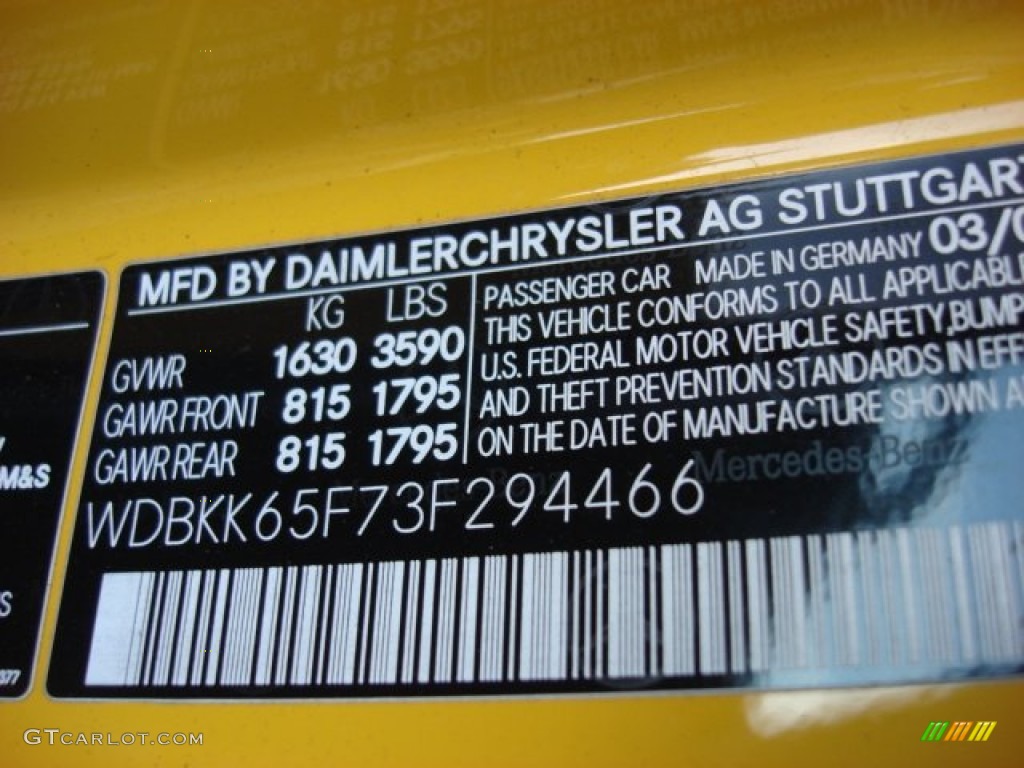 MFD BY DAIMLERCHRYSLER AG STUTTGART
KG LBS
GVWR 1630 3590
GAWR FRONT 815 1795
GAWR REAR 815 1795
PASSENGER CAR MADE IN GERMANY 03/0
THIS VEHICLE CONFORMS TO ALL APPLICABLE
U.S. FEDERAL MOTOR VEHICLE SAFETY, BUMP
AND THEFT PREVENTION STANDARDS IN EFF
ON THE DATE OF MANUFACTURE SHOWN A
Mercedes-Benz
WDBKK65F73F294466
M&S
S
377
GTCARLOT.COM